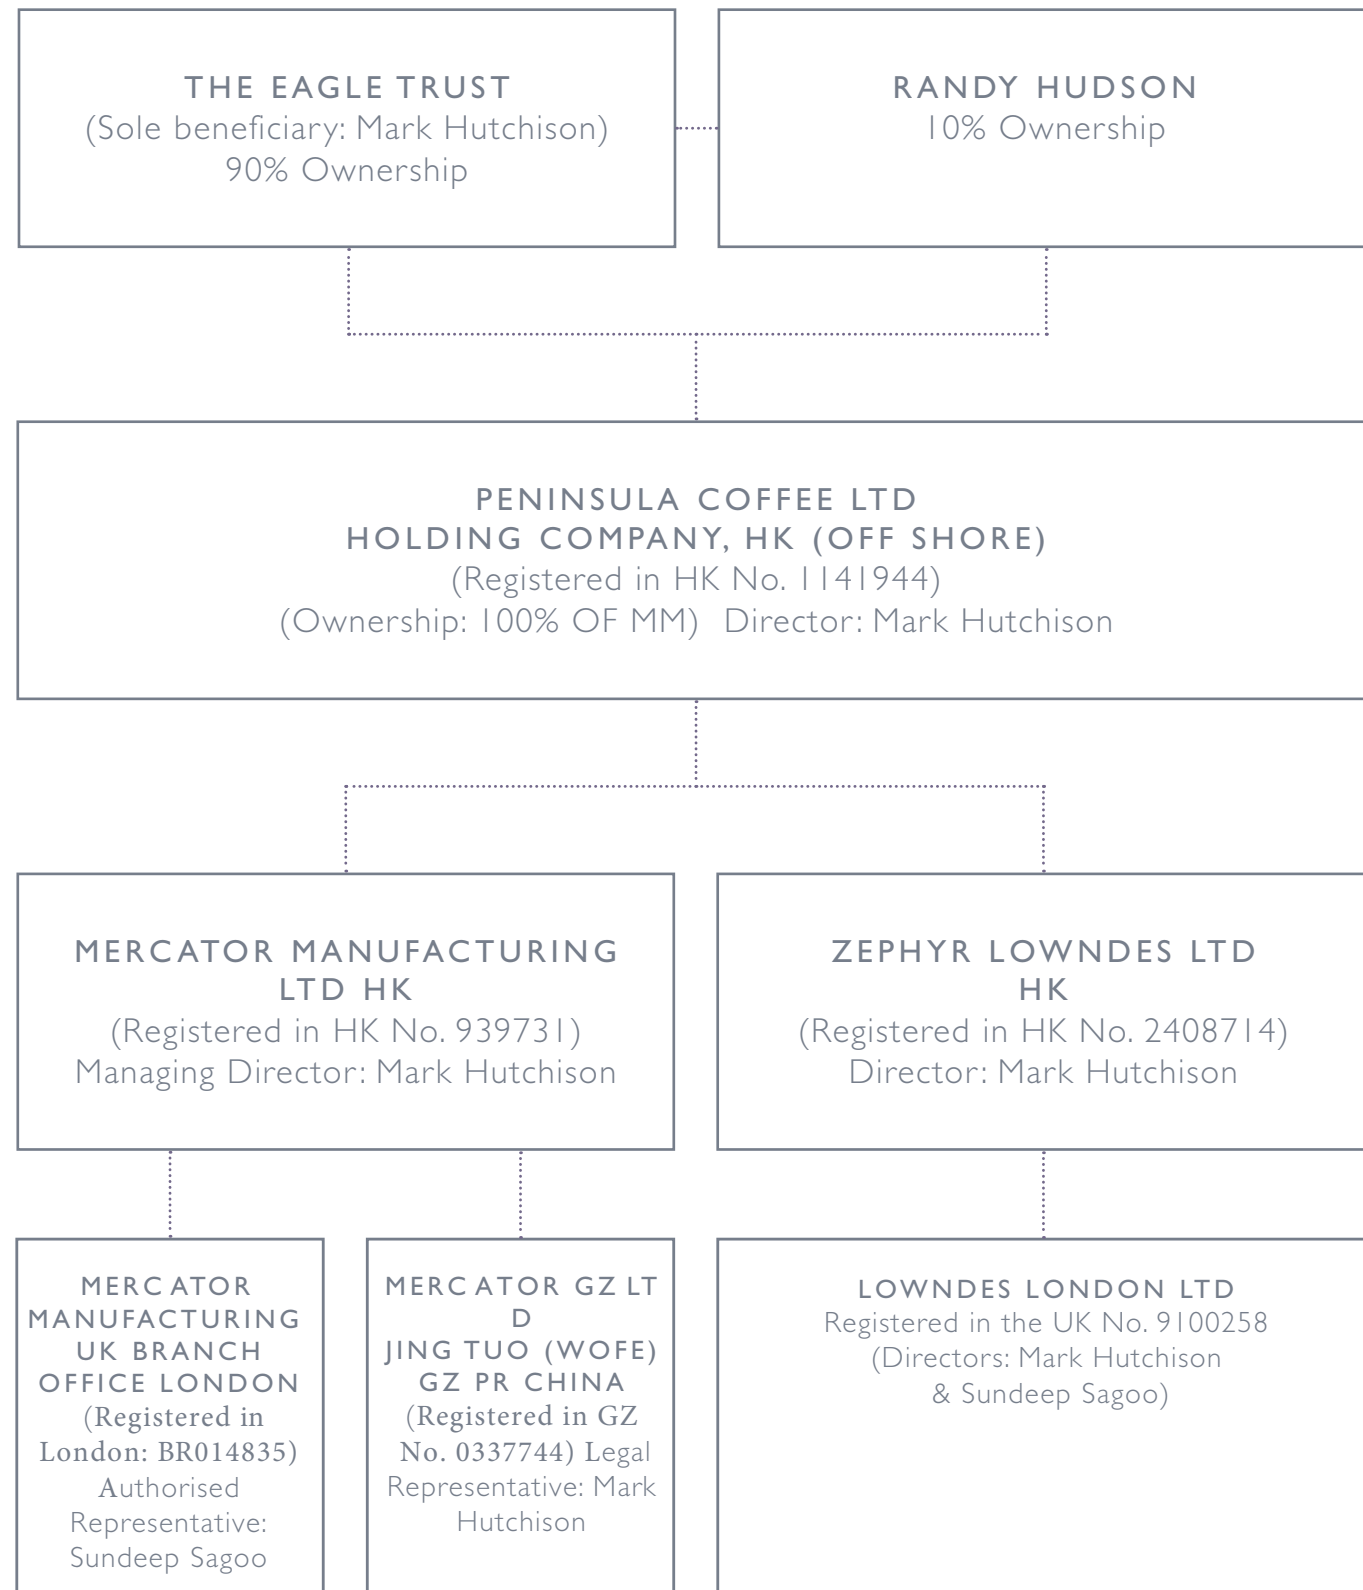 THE EAGLE TRUST
(Sole beneficiary: Mark Hutchison)
90% Ownership
RANDY HUDSON
10% Ownership
PENINSULA COFFEE LTD
HOLDING COMPANY, HK (OFF SHORE)
(Registered in HK No. 1141944)
(Ownership: 100% OF MM) Director: Mark Hutchison
MERCATOR MANUFACTURING
LTD HK
(Registered in HK No. 939731)
Managing Director: Mark Hutchison
ZEPHYR LOWNDES LTD
HK
(Registered in HK No. 2408714)
Director: Mark Hutchison
MERCATOR
MANUFACTURING
UK BRANCH
OFFICE LONDON
(Registered in
London: BR014835)
Authorised
Representative:
Sundeep Sagoo
MERCATOR GZ LT
D
JING TUO (WOFE)
GZ PR CHINA
(Registered in GZ
No. 0337744) Legal
Representative: Mark
Hutchison
LOWNDES LONDON LTD
Registered in the UK No. 9100258
(Directors: Mark Hutchison
& Sundeep Sagoo)